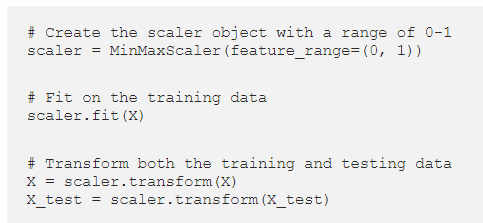 # Create the scaler object with a range of 0-1
scaler = MinMaxScaler(feature_range=(0, 1))
# Fit on the training data
scaler.fit(X)
# Transform both the training and testing data
X = scaler.transform(X)
X_test = scaler.transform(X_test)